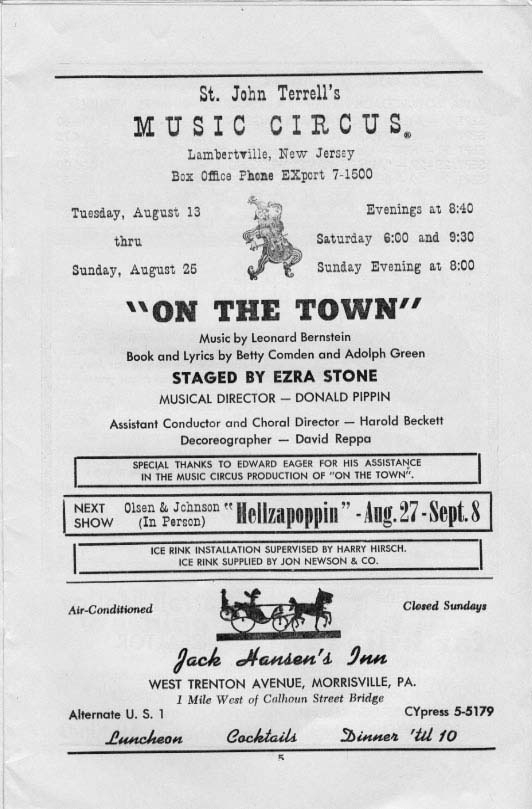 St. John Terrell's
MUSIC CIRCUS®
Lambertville, New Jersey
Box Office Phone EXport 7-1500
Tuesday, August 13
thru
Sunday, August 25
Evenings at 8:40
Saturday 6:00 and 9:30
Sunday Evening at 8:00
"ON THE TOWN"
Music by Leonard Bernstein
Book and Lyrics by Betty Comden and Adolph Green
STAGED BY EZRA STONE
MUSICAL DIRECTOR — DONALD PIPPIN
Assistant Conductor and Choral Director — Harold Beckett
Decoreographer — David Reppa
SPECIAL THANKS TO EDWARD EAGER FOR HIS ASSISTANCE
IN THE MUSIC CIRCUS PRODUCTION OF "ON THE TOWN".
NEXT SHOW
Olsen & Johnson
(In Person)
"Hellzapoppin" - Aug. 27 - Sept. 8
ICE RINK INSTALLATION SUPERVISED BY HARRY HIRSCH.
ICE RINK SUPPLIED BY JON NEWSON & CO.
Air-Conditioned
Closed Sundays
Jack Hansen's Inn
WEST TRENTON AVENUE, MORRISVILLE, PA.
1 Mile West of Calhoun Street Bridge
Alternate U. S. 1
CYpress 5-5179
Luncheon Cocktails Dinner 'til 10
5